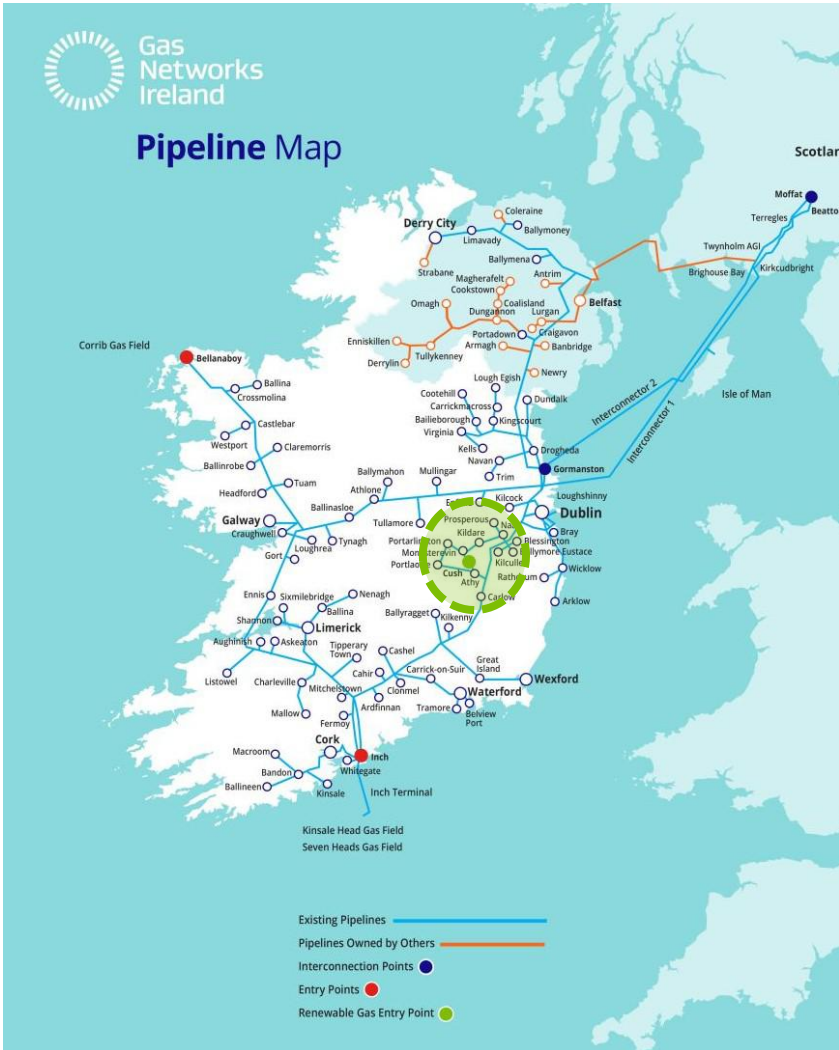 Gas
Networks
Ireland
Pipeline Map
Scotlar
Moffat
Beatto
Terregles
Twynholm AGI
Brighouse Bay
Kirkcudbright
Coleraine
Derry City
Limavady
Ballymoney
Ballymena
Strabane
Magherafelt
Antrim
Cookstown
Omagh
Coalisland
Belfast
Dungannon
Lurgan
Portadown
Craigavon
Enniskillen
Armagh
Banbridge
Tullykenney
Derrylin
Newry
Corrib Gas Field
Bellanaboy
Lough Egish
Ballina
Crossmolina
Cootehill
Dundalk
Carrickmacross
Interconnector 2
Isle of Man
Interconnector 1
Bailieborough
Kingscourt
Castlebar
Virginia
Westport
Claremorris
Kells
Drogheda
Navan
Ballinrobe
Gormanston
Ballymahon
Mullingar
Trim
Tuam
Athlone
Headford
Kilcock
Loughshinny
Ballinasloe
Galway
Dublin
Tullamore
Prosperous
Craughwell
Tynagh
Bray
Loughrea
Portarlington
Kildare
Blessington
Gort
Monasterevin
Ballymore Eustace
Portlaoise
Kilcullen
Wicklow
Cush
Rathdrum
Athy
Ennis
Nenagh
Sixmilebridge
Carlow
Arklow
Ballina
Ballyragget
Shannon
Kilkenny
Limerick
Aughinish
Askeaton
Tipperary
Town
Cashel
Great
Island
Listowel
Cahir
Carrick-on-Suir
Wexford
Charleville
Mitchelstown
Clonmel
Waterford
Ardfinnan
Mallow
Tramore
Belview
Port
Fermoy
Cork
Macroom
Inch
Whitegate
Bandon
Ballineen
Kinsale
Inch Terminal
Kinsale Head Gas Field
Seven Heads Gas Field
Existing Pipelines
Pipelines Owned by Others
Interconnection Points
Entry Points
Renewable Gas Entry Point